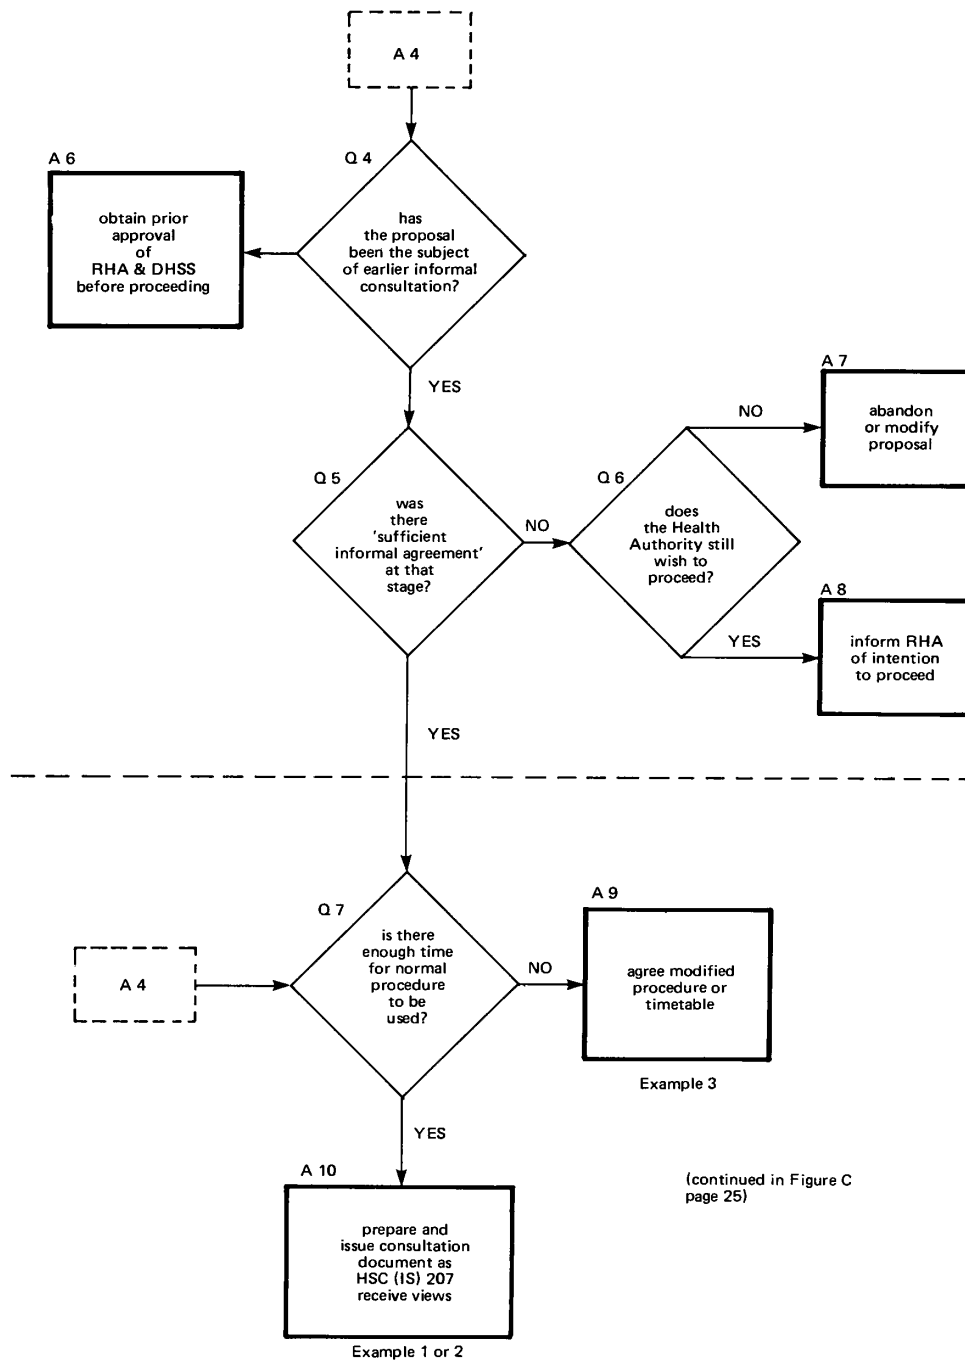 A 4
Q 4
A 6
has
the proposal
been the subject
of earlier informal
consultation?
obtain prior
approval
of
RHA & DHSS
before proceeding
YES
A 7
NO
abandon
or modify
proposal
Q 5
Q 6
was
there
'sufficient
informal agreement'
at that
stage?
NO
does
the Health
Authority still
wish to
proceed?
A 8
YES
inform RHA
of intention
to proceed
YES
A 9
Q 7
is there
enough time
for normal
procedure
to be
used?
A 4
NO
agree modified
procedure or
timetable
Example 3
YES
A 10
(continued in Figure C
page 25)
prepare and
issue consultation
document as
HSC (IS) 207
receive views
Example 1 or 2